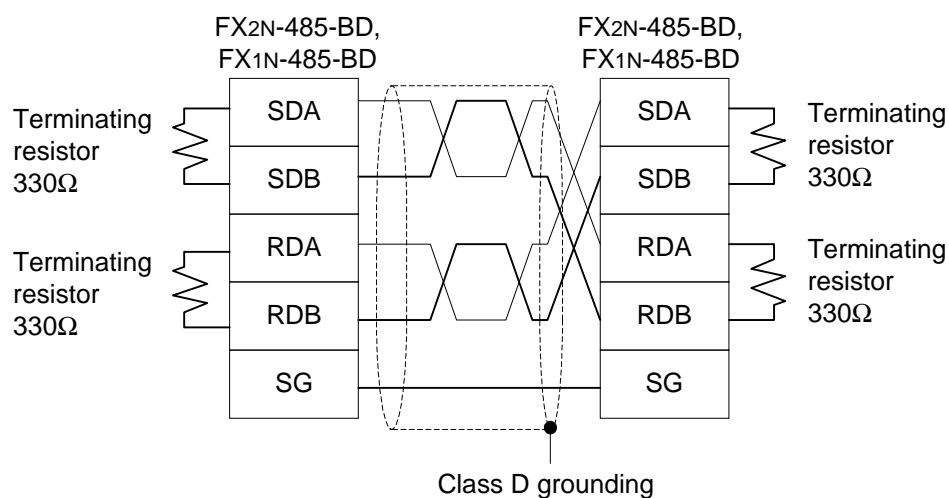 FX2N-485-BD,
FX1N-485-BD
FX2N-485-BD,
FX1N-485-BD
Terminating
resistor
330Ω
Terminating
resistor
330Ω
SDA
SDB
RDA
RDB
SG
SDA
SDB
RDA
RDB
SG
Terminating
resistor
330Ω
Terminating
resistor
330Ω
Class D grounding